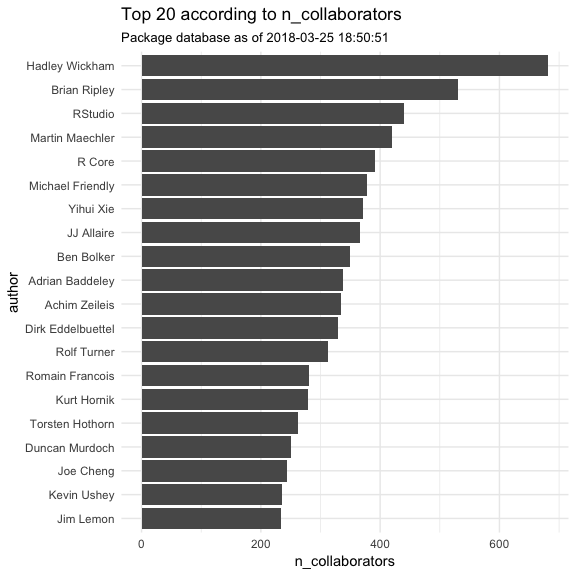 Top 20 according to n_collaborators
Package database as of 2018-03-25 18:50:51
Hadley Wickham
Brian Ripley
RStudio
Martin Maechler
R Core
Michael Friendly
Yihui Xie
JJ Allaire
Ben Bolker
Adrian Baddeley
Achim Zeileis
Dirk Eddelbuettel
Rolf Turner
Romain Francois
Kurt Hornik
Torsten Hothorn
Duncan Murdoch
Joe Cheng
Kevin Ushey
Jim Lemon
author
0 200 400 600
n_collaborators